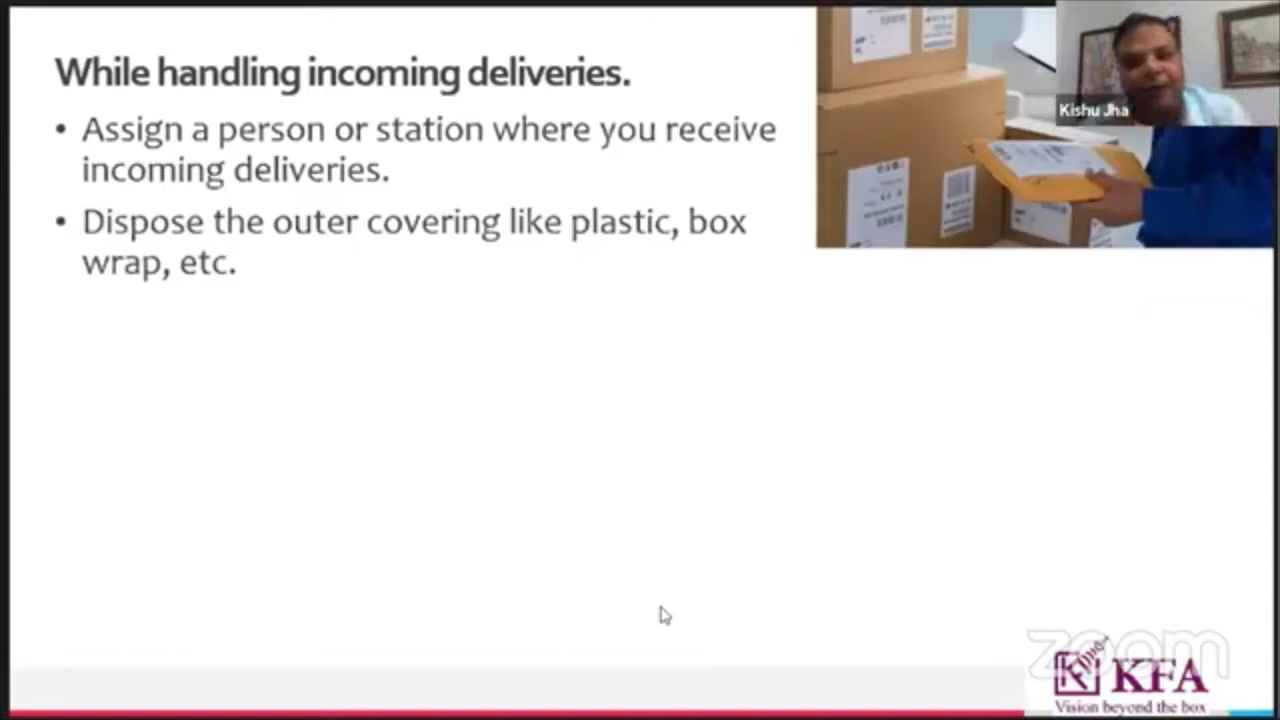 While handling incoming deliveries.
• Assign a person or station where you receive
incoming deliveries.
• Dispose the outer covering like plastic, box
wrap, etc.
Kishu Jha
zoom
KFA
Vision beyond the box